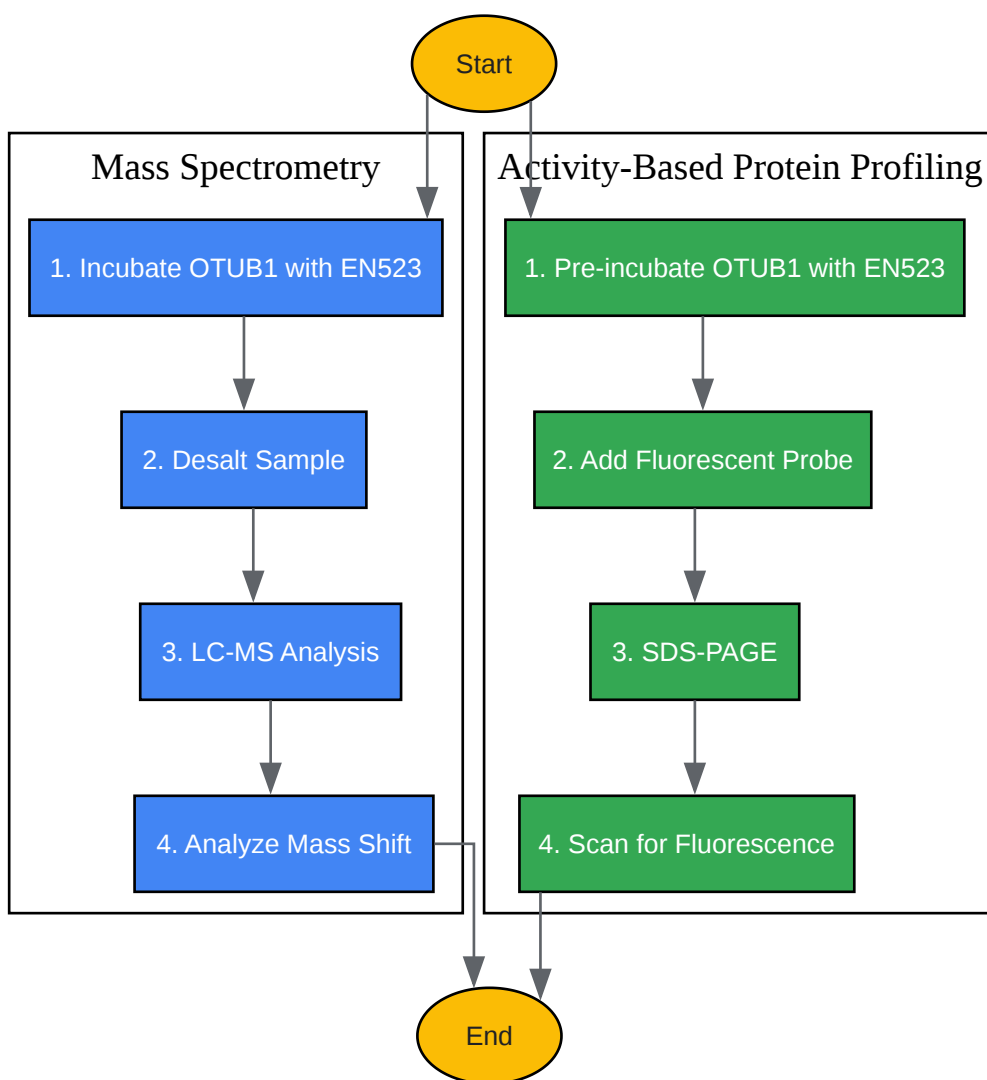 Start
Mass Spectrometry
1. Incubate OTUB1 with EN523
2. Desalt Sample
3. LC-MS Analysis
4. Analyze Mass Shift
Activity-Based Protein Profiling
1. Pre-incubate OTUB1 with EN523
2. Add Fluorescent Probe
3. SDS-PAGE
4. Scan for Fluorescence
End